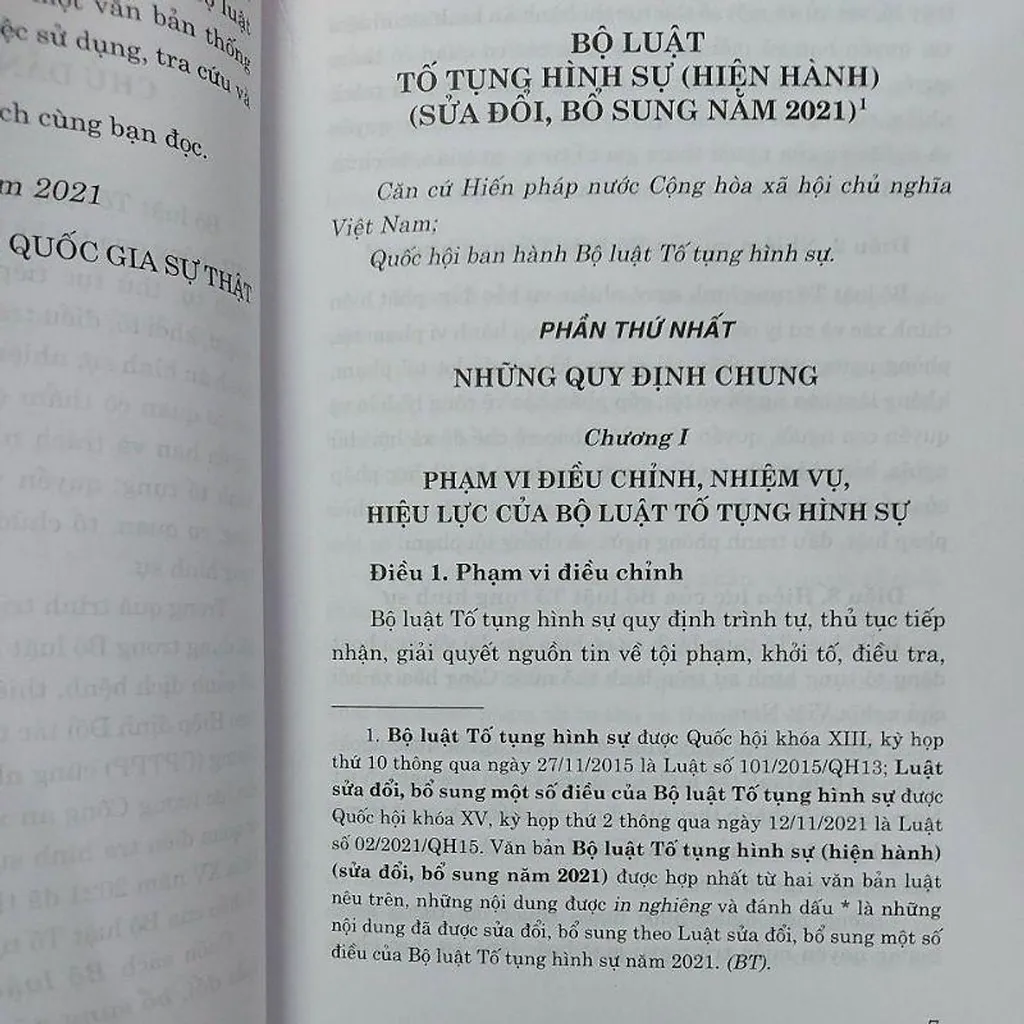 luật
một văn bản thống
sử dụng, tra cứu và
cùng bạn đọc.
2021
QUỐC GIA SỰ THẬT
BỘ LUẬT
TỐ TỤNG HÌNH SỰ (HIỆN HÀNH)
(SỬA ĐỔI, BỔ SUNG NĂM 2021)¹
Căn cứ Hiến pháp nước Cộng hòa xã hội chủ nghĩa
Việt Nam;
Quốc hội ban hành Bộ luật Tố tụng hình sự.
PHẦN THỨ NHẤT
NHỮNG QUY ĐỊNH CHUNG
Chương I
PHẠM VI ĐIỀU CHỈNH, NHIỆM VỤ,
HIỆU LỰC CỦA BỘ LUẬT TỐ TỤNG HÌNH SỰ
Điều 1. Phạm vi điều chỉnh
Bộ luật Tố tụng hình sự quy định trình tự, thủ tục tiếp
nhận, giải quyết nguồn tin về tội phạm, khởi tố, điều tra,
1. Bộ luật Tố tụng hình sự được Quốc hội khóa XIII, kỳ họp
thứ 10 thông qua ngày 27/11/2015 là Luật số 101/2015/QH13; Luật
sửa đổi, bổ sung một số điều của Bộ luật Tố tụng hình sự được
Quốc hội khóa XV, kỳ họp thứ 2 thông qua ngày 12/11/2021 là Luật
số 02/2021/QH15. Văn bản Bộ luật Tố tụng hình sự (hiện hành)
(sửa đổi, bổ sung năm 2021) được hợp nhất từ hai văn bản luật
nêu trên, những nội dung được in nghiêng và đánh dấu * là những
nội dung đã được sửa đổi, bổ sung theo Luật sửa đổi, bổ sung một số
điều của Bộ luật Tố tụng hình sự năm 2021. (BT).